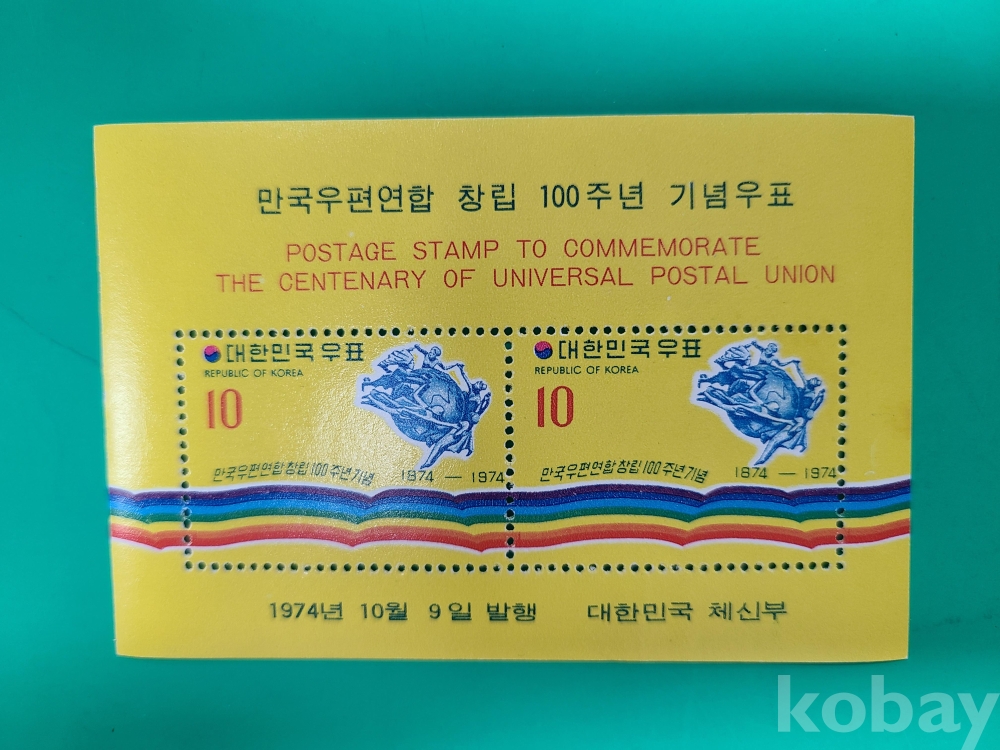 만국우편연합 창립 100주년 기념우표
POSTAGE STAMP TO COMMEMORATE
THE CENTENARY OF UNIVERSAL POSTAL UNION
대한민국우표
REPUBLIC OF KOREA
10
만국우편연합창립100주년기념 1874-1974
대한민국우표
REPUBLIC OF KOREA
10
만국우편연합창립100주년기념 1874-1974
1974년 10월 9일 발행 대한민국 체신부
kobay